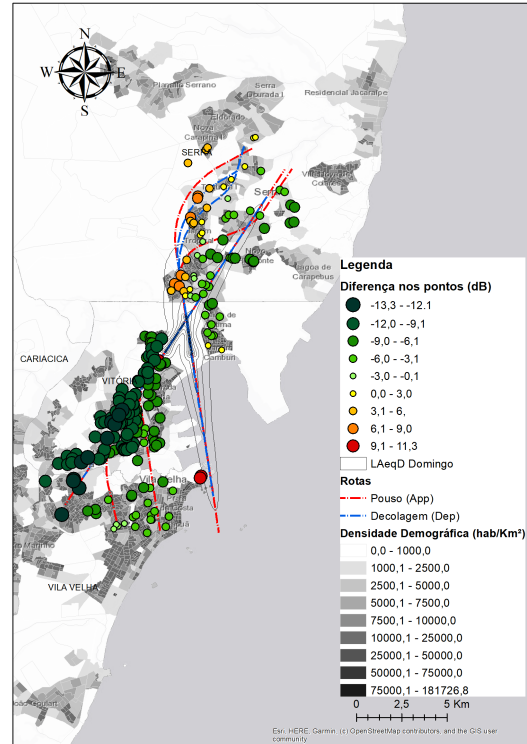 N
W E
S
Planalto Serrano
Serra
Dourada I
Residencial Jacaraípe
Eldorado
Nova
Carapina I
SERRA
Serra
Lagoa de
Carapebus
Camburi
CARIACICA
VITÓRIA
Vila Velha
VILA VELHA
João Goulart
Legenda
Diferença nos pontos (dB)
-13,3 - -12.1
-12,0 - -9,1
-9,0 - -6,1
-6,0 - -3,1
-3,0 - -0,1
0,0 - 3,0
3,1 - 6,
6,1 - 9,0
9,1 - 11,3
LAeqD Domingo
Rotas
Pouso (App)
Decolagem (Dep)
Densidade Demográfica (hab/Km²)
0,0 - 1000,0
1000,1 - 2500,0
2500,1 - 5000,0
5000,1 - 7500,0
7500,1 - 10000,0
10000,1 - 25000,0
25000,1 - 50000,0
50000,1 - 75000,0
75000,1 - 181726,8
0 2,5 5 Km
Esri, HERE, Garmin, (c) OpenStreetMap contributors, and the GIS user
community